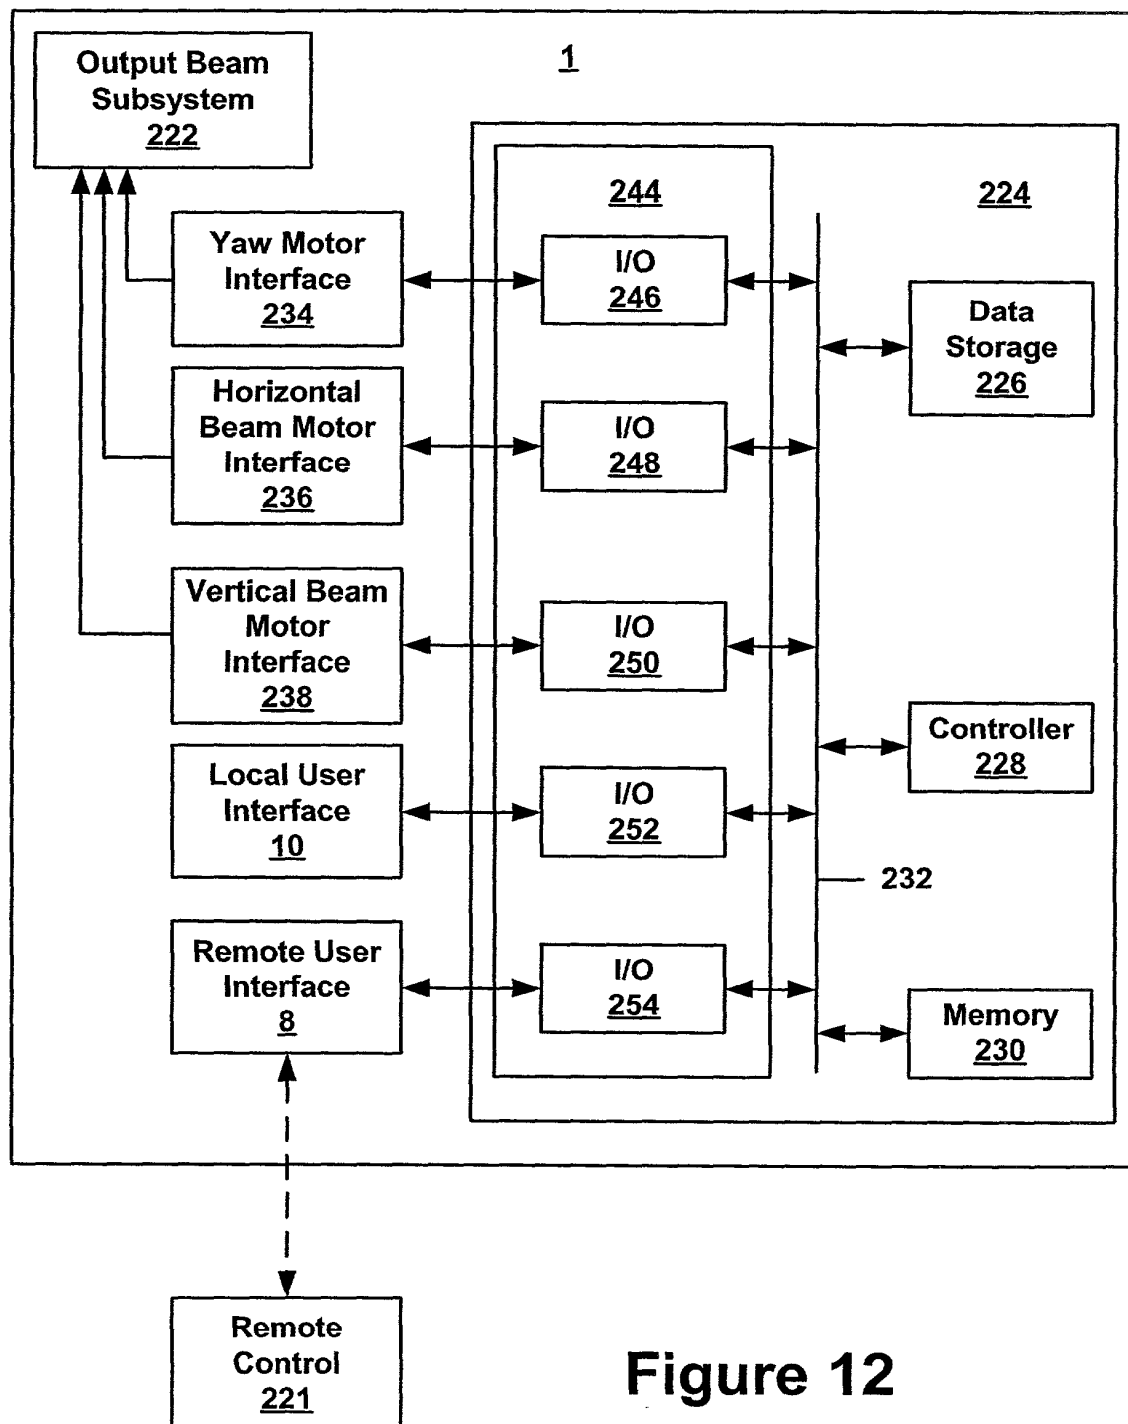 1
Output Beam
Subsystem
222
244
224
Yaw Motor
Interface
234
I/O
246
Data
Storage
226
Horizontal
Beam Motor
Interface
236
I/O
248
Vertical Beam
Motor
Interface
238
I/O
250
Controller
228
Local User
Interface
10
I/O
252
232
Remote User
Interface
8
I/O
254
Memory
230
Remote
Control
221
Figure 12